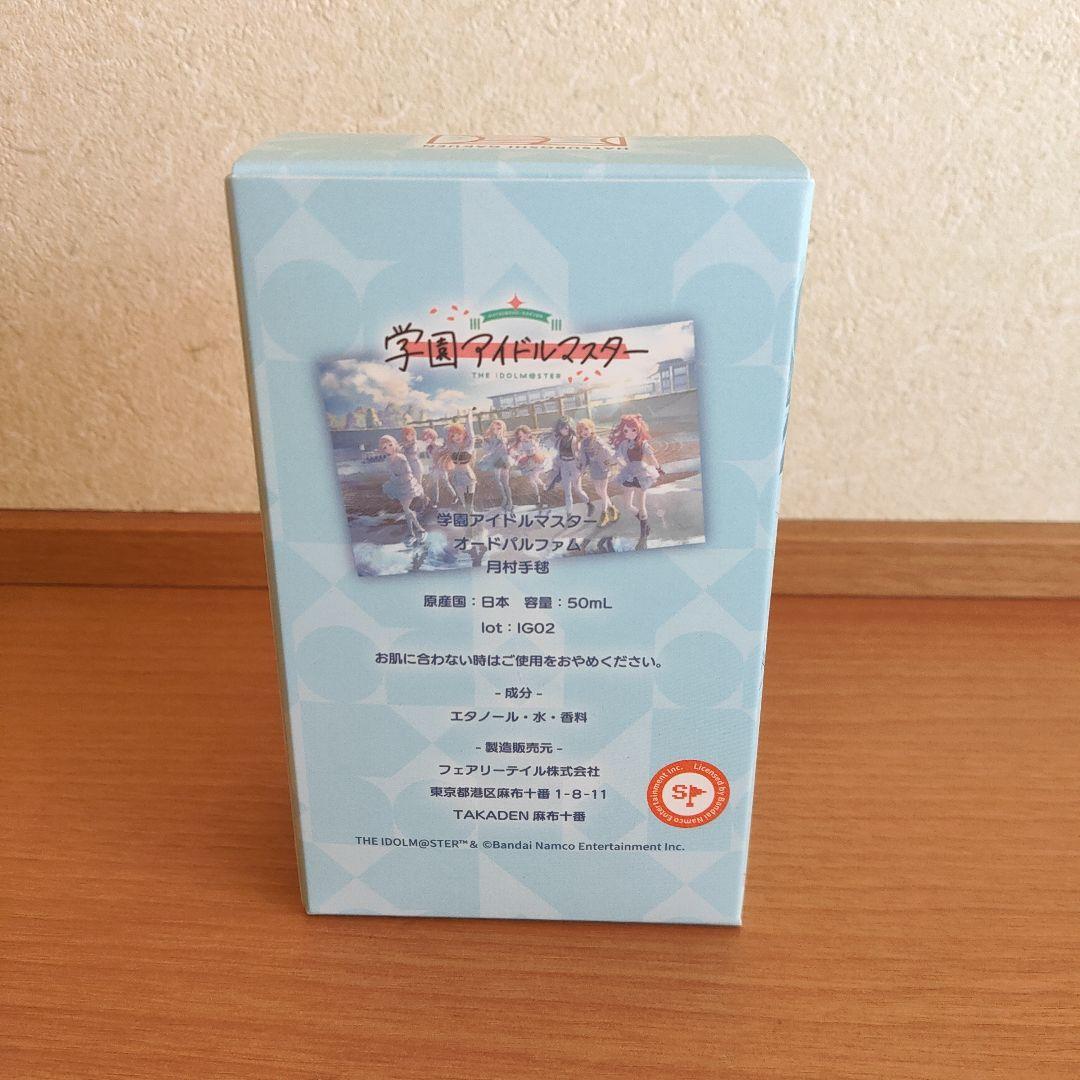 HATSUBOSHI GAKUEN
HATSUBOSHI GAKUEN
学園アイドルマスター
THE IDOLM@STER
学園アイドルマスター
オードパルファム
月村手毬
原産国：日本　容量：50mL
lot：IG02
お肌に合わない時はご使用をおやめください。
- 成分 -
エタノール・水・香料
- 製造販売元 -
フェアリーテイル株式会社
東京都港区麻布十番 1-8-11
TAKADEN 麻布十番
Licensed by Bandai Namco Entertainment Inc.
SP
THE IDOLM@STER™ & ©Bandai Namco Entertainment Inc.